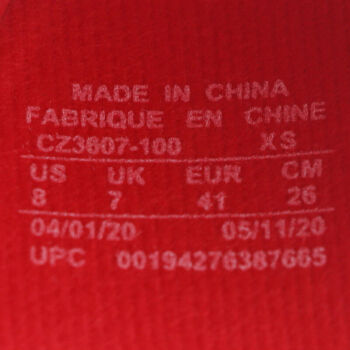 MADE IN CHINA
FABRIQUE EN CHINE
CZ3607-100 XS
US UK EUR CM
8 7 41 26
04/01/20 05/11/20
UPC 00194276387665